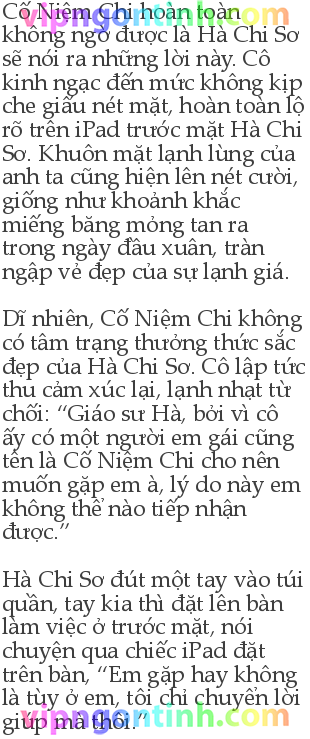 Cố Niệm Chi hoàn toàn
vipngontinh.com
không ngờ được là Hà Chi Sơ
sẽ nói ra những lời này. Cô
kinh ngạc đến mức không kịp
che giấu nét mặt, hoàn toàn lộ
rõ trên iPad trước mặt Hà Chi
Sơ. Khuôn mặt lạnh lùng của
anh ta cũng hiện lên nét cười,
giống như khoảnh khắc
miếng băng mỏng tan ra
trong ngày đầu xuân, tràn
ngập vẻ đẹp của sự lạnh giá.
Dĩ nhiên, Cố Niệm Chi không
có tâm trạng thưởng thức sắc
đẹp của Hà Chi Sơ. Cô lập tức
thu cảm xúc lại, lạnh nhạt từ
chối: “Giáo sư Hà, bởi vì cô
ấy có một người em gái cũng
tên là Cố Niệm Chi cho nên
muốn gặp em à, lý do này em
không thể nào tiếp nhận
được.”
Hà Chi Sơ đút một tay vào túi
quần, tay kia thì đặt lên bàn
làm việc ở trước mặt, nói
chuyện qua chiếc iPad đặt
trên bàn, “Em gặp hay không
là tùy ở em, tôi chỉ chuyển lời
vipngontinh.com
giúp mà thôi.”